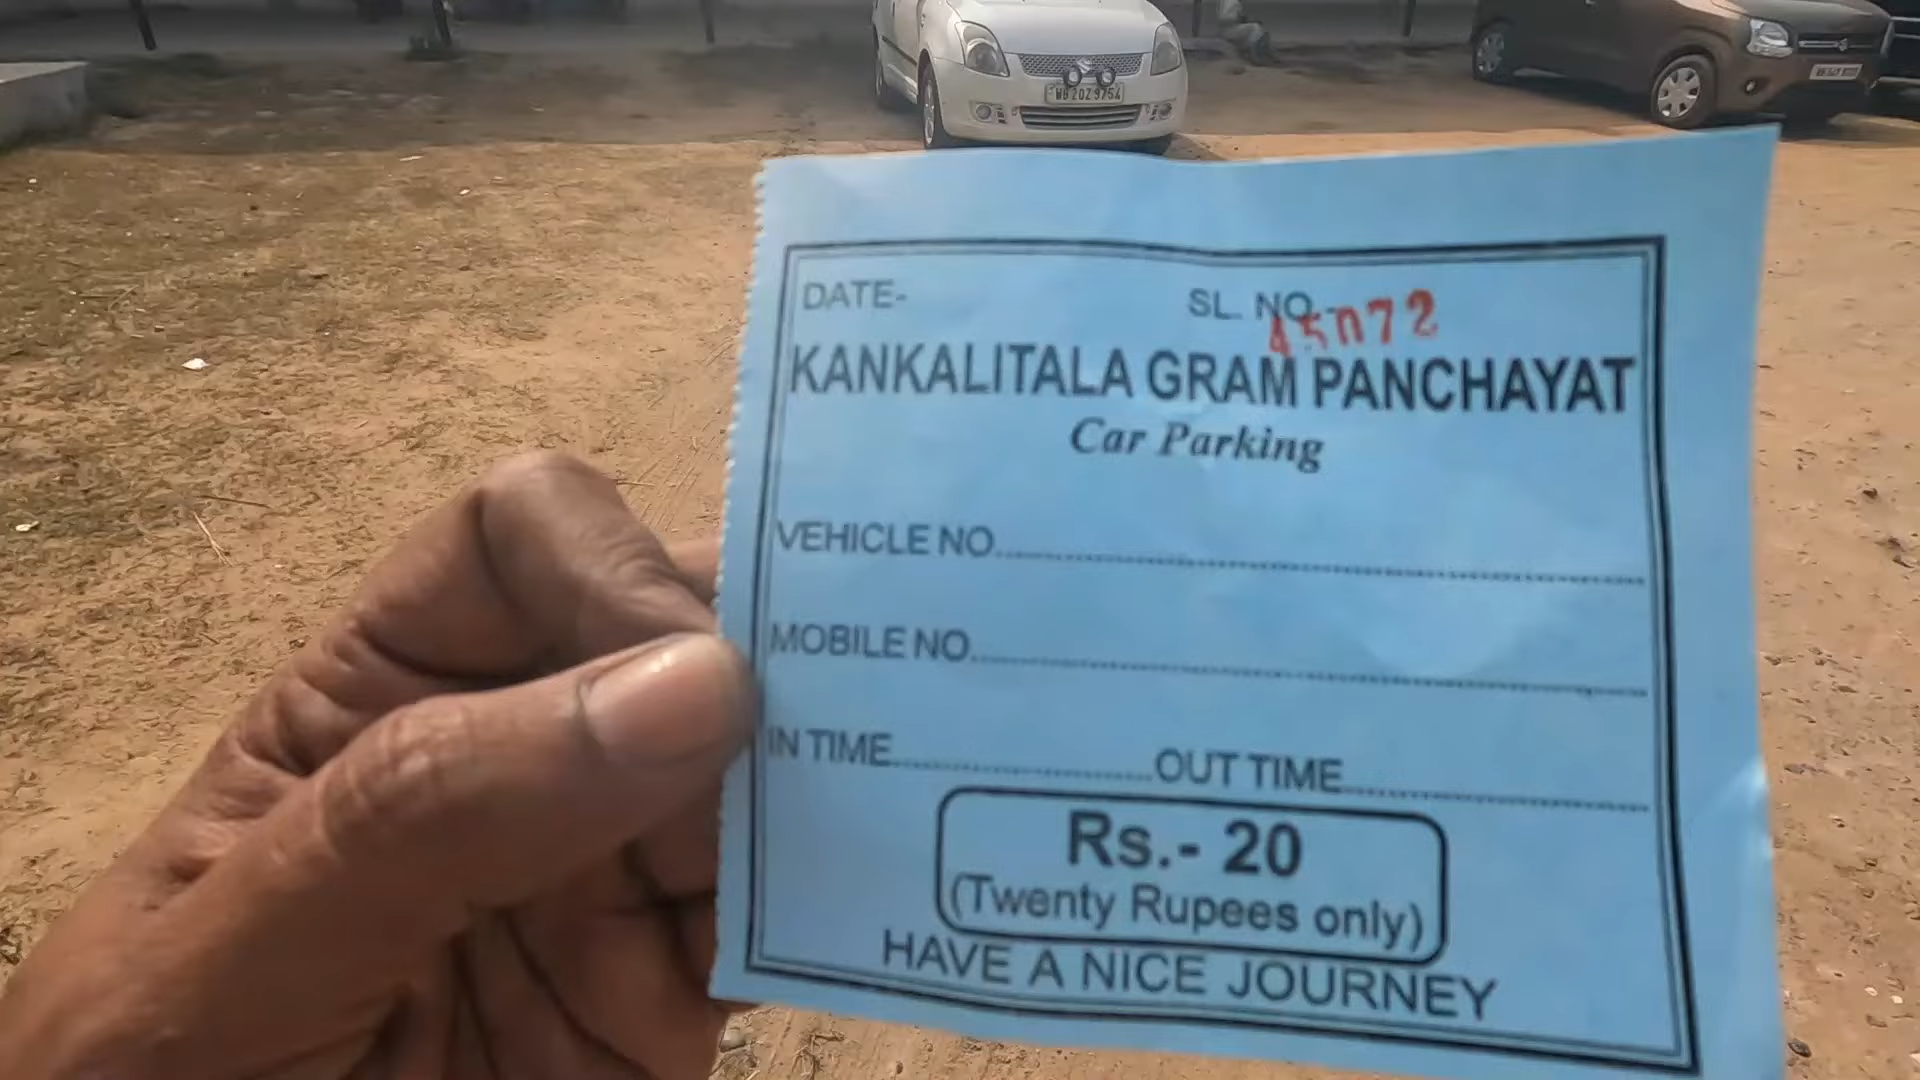 WB 20Z 9754
DATE- SL. NO.- 45072
KANKALITALA GRAM PANCHAYAT
Car Parking
VEHICLE NO
MOBILE NO
IN TIME OUT TIME
Rs.- 20
(Twenty Rupees only)
HAVE A NICE JOURNEY